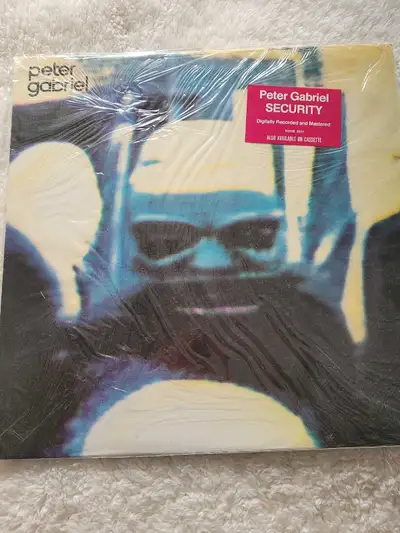 peter
gabriel
Peter Gabriel
SECURITY
Digitally Recorded and Mastered
ALSO AVAILABLE ON CASSETTE